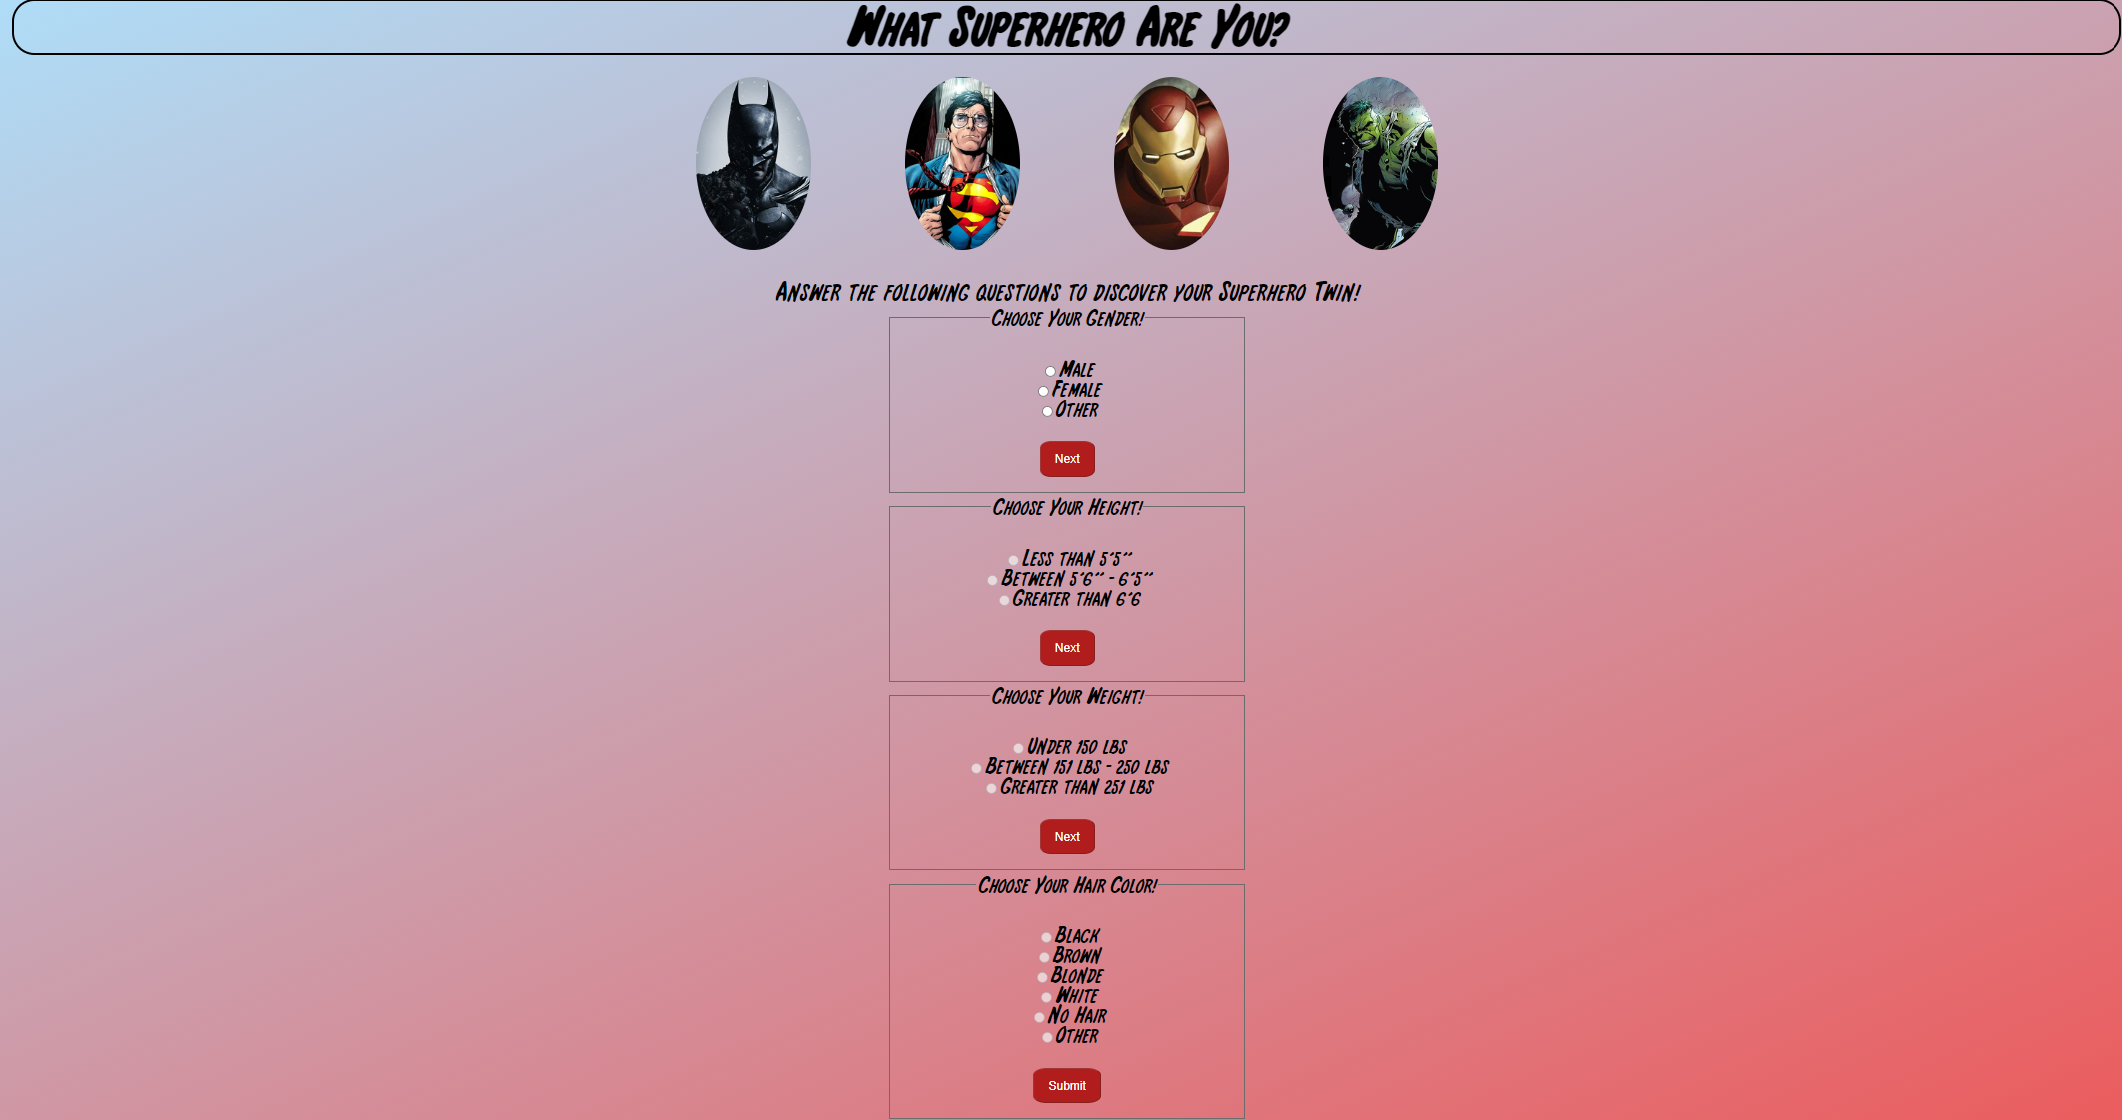 What Superhero Are You?
Answer the following questions to discover your Superhero Twin!
Choose Your Gender!
Male
Female
Other
Next
Choose Your Height!
Less than 5'5"
Between 5'6" - 6'5"
Greater than 6'6
Next
Choose Your Weight!
Under 150 lbs
Between 151 lbs - 250 lbs
Greater than 251 lbs
Next
Choose Your Hair Color!
Black
Brown
Blonde
White
No Hair
Other
Submit